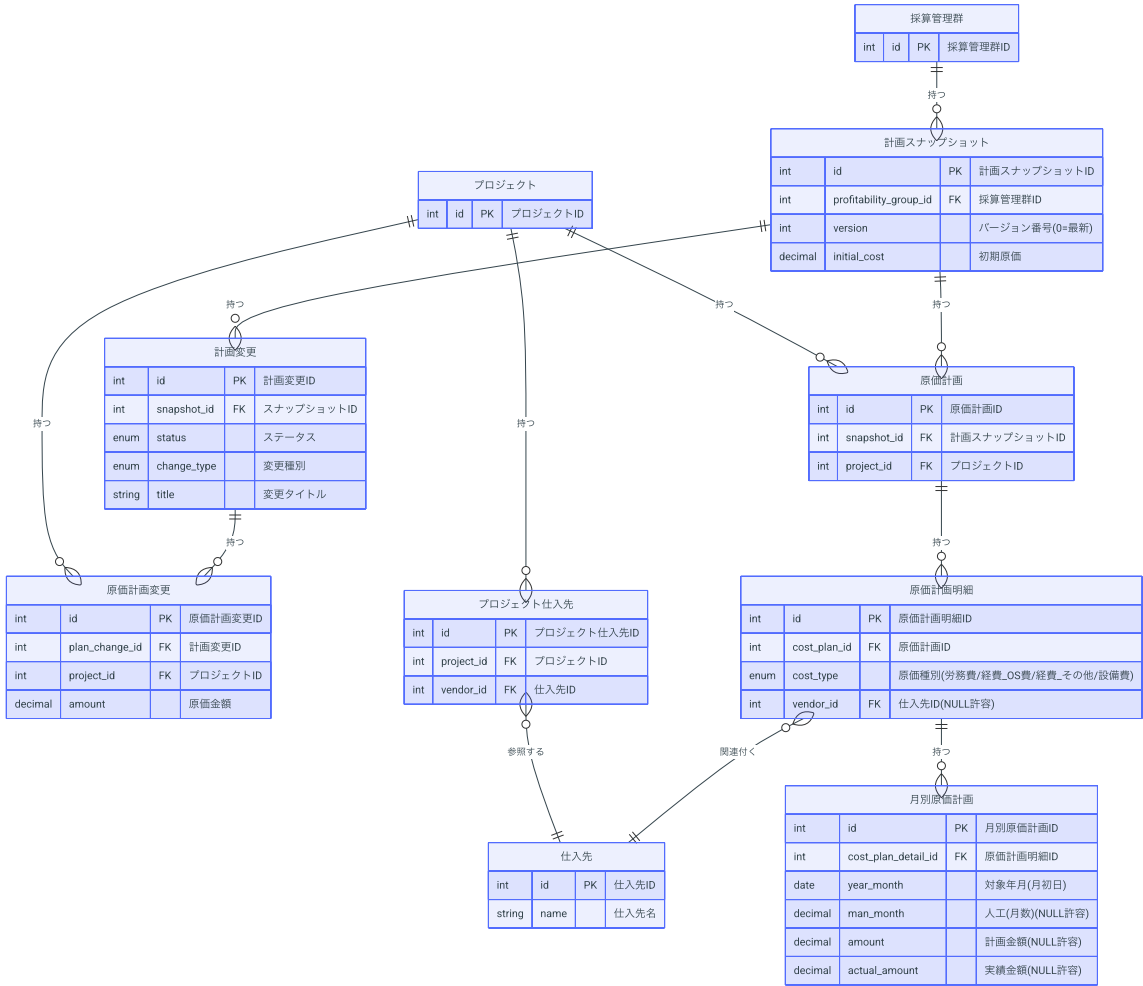 採算管理群
int id PK 採算管理群ID
持つ
計画スナップショット
int id PK 計画スナップショットID
int profitability_group_id FK 採算管理群ID
int version バージョン番号(0=最新)
decimal initial_cost 初期原価
プロジェクト
int id PK プロジェクトID
持つ
持つ
持つ
計画変更
int id PK 計画変更ID
int snapshot_id FK スナップショットID
enum status ステータス
enum change_type 変更種別
string title 変更タイトル
原価計画
int id PK 原価計画ID
int snapshot_id FK 計画スナップショットID
int project_id FK プロジェクトID
持つ
持つ
持つ
持つ
原価計画変更
int id PK 原価計画変更ID
int plan_change_id FK 計画変更ID
int project_id FK プロジェクトID
decimal amount 原価金額
プロジェクト仕入先
int id PK プロジェクト仕入先ID
int project_id FK プロジェクトID
int vendor_id FK 仕入先ID
原価計画明細
int id PK 原価計画明細ID
int cost_plan_id FK 原価計画ID
enum cost_type 原価種別(労務費/経費_OS費/経費_その他/設備費)
int vendor_id FK 仕入先ID(NULL許容)
参照する
関連付く
持つ
仕入先
int id PK 仕入先ID
string name 仕入先名
月別原価計画
int id PK 月別原価計画ID
int cost_plan_detail_id FK 原価計画明細ID
date year_month 対象年月(月初日)
decimal man_month 人工(月数)(NULL許容)
decimal amount 計画金額(NULL許容)
decimal actual_amount 実績金額(NULL許容)